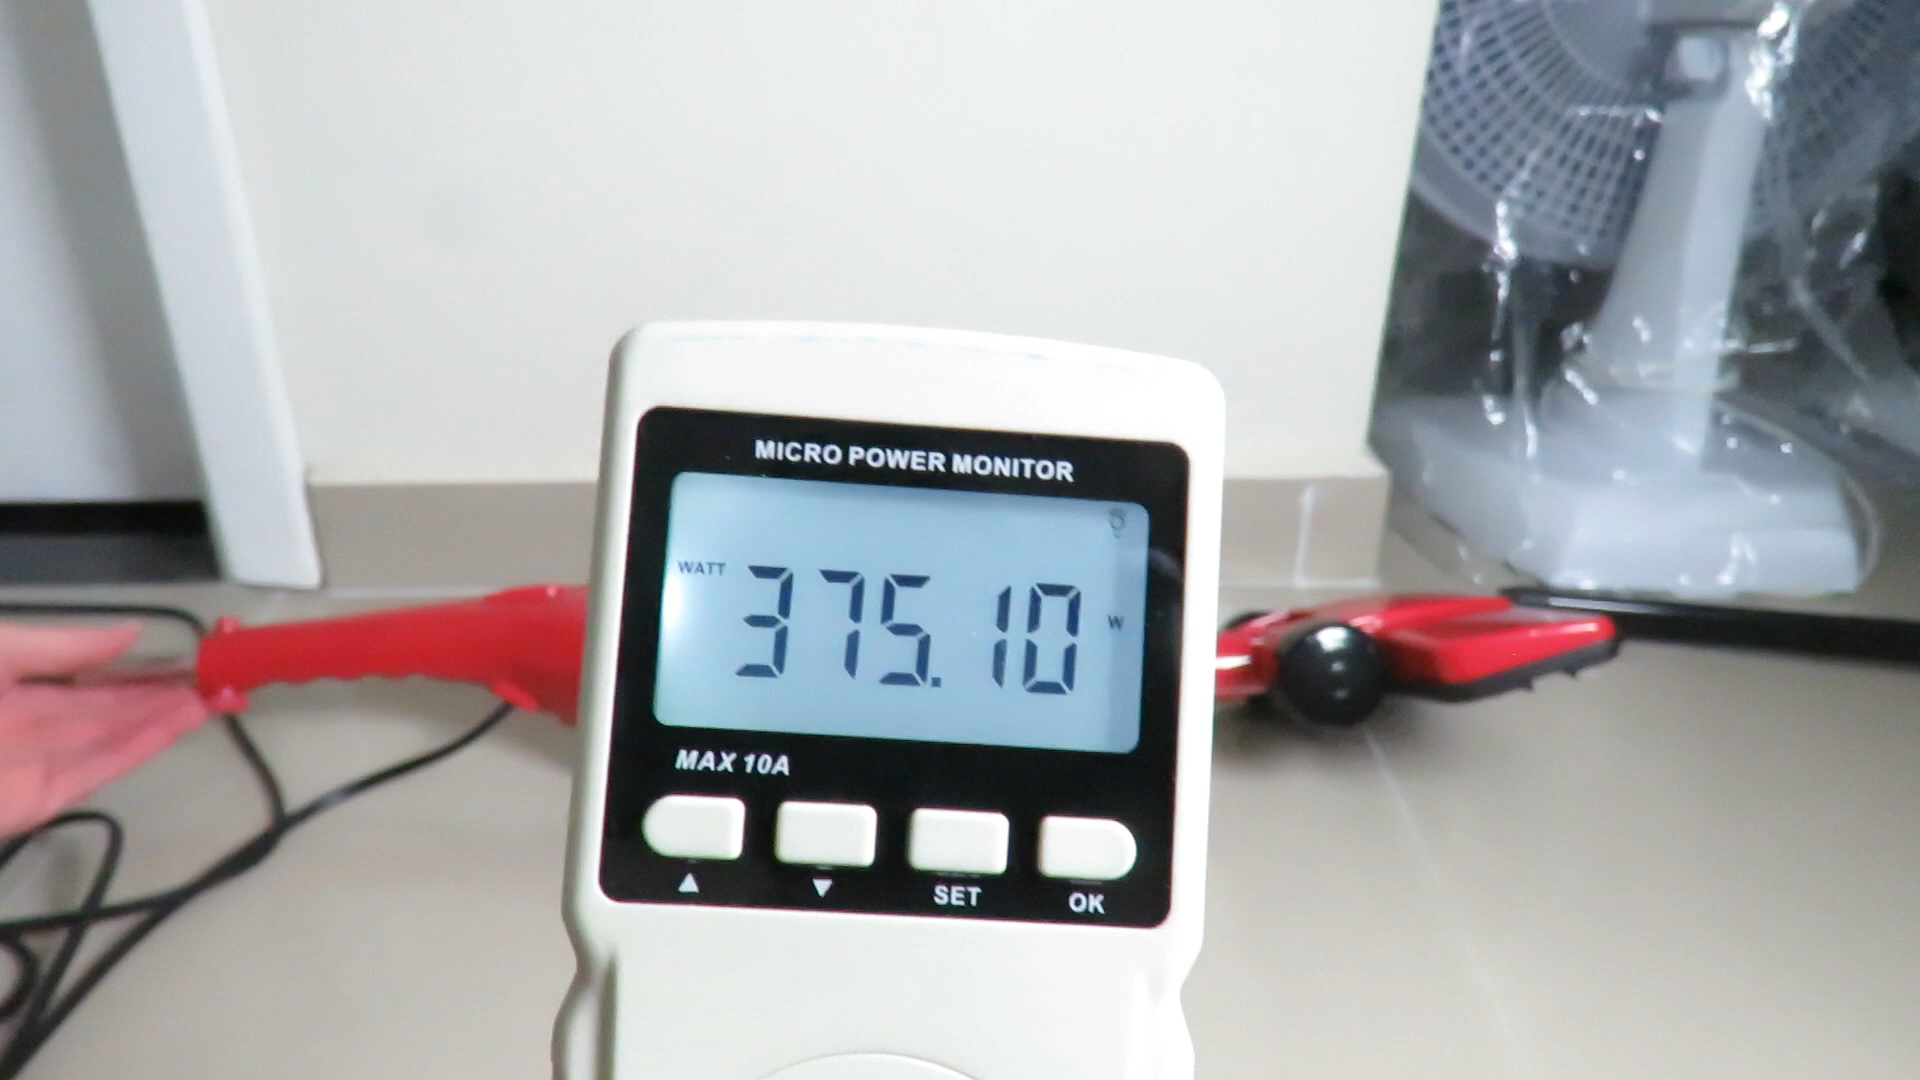 MICRO POWER MONITOR
WATT 375.10 W
MAX 10A
▲ ▼ SET OK